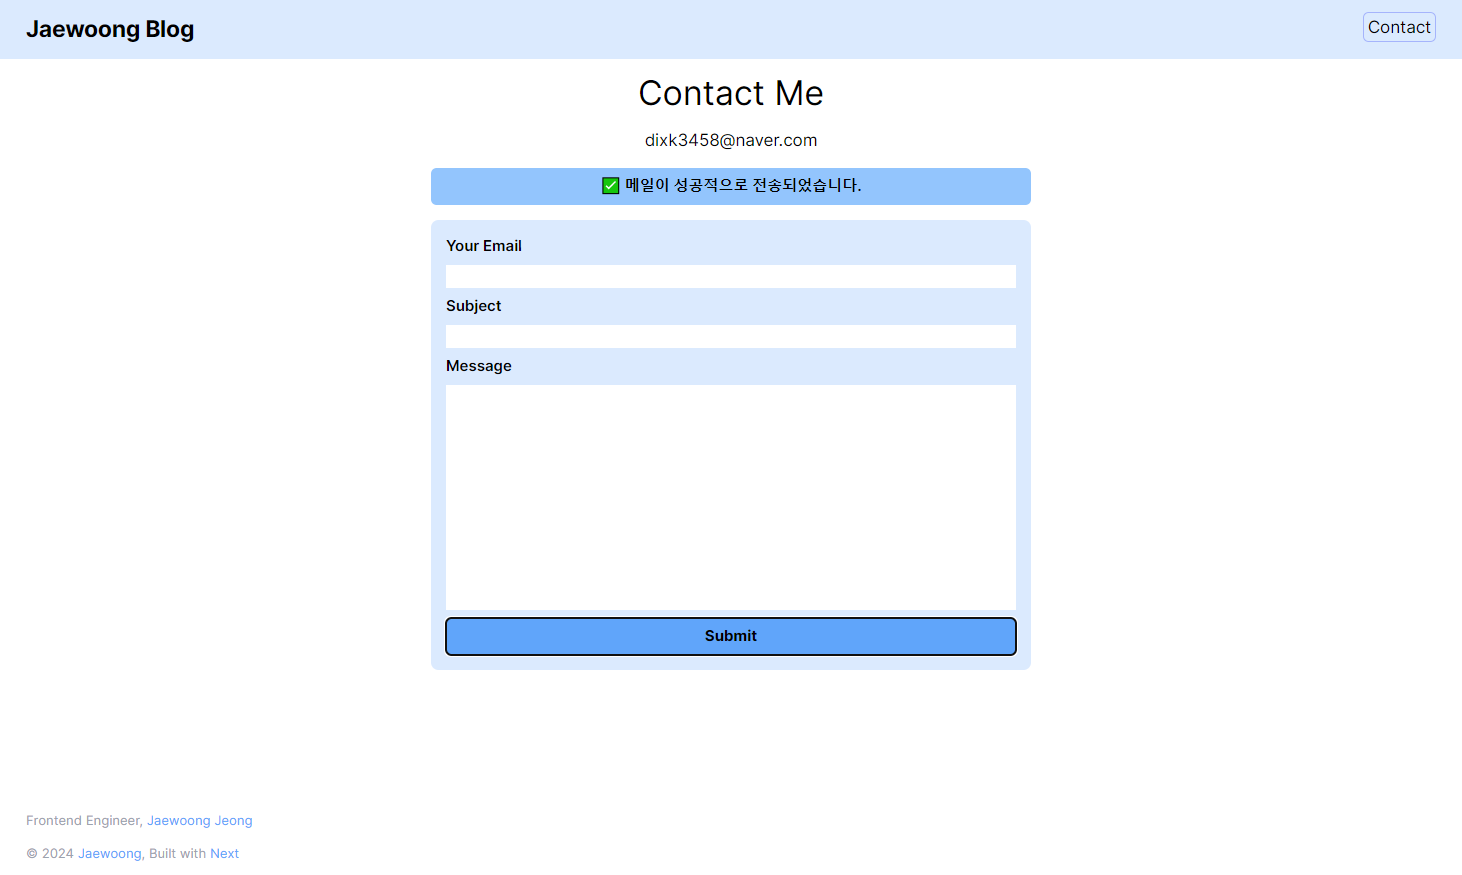 Jaewoong Blog
Contact
Contact Me
dixk3458@naver.com
✅ 메일이 성공적으로 전송되었습니다.
Your Email
Subject
Message
Submit
Frontend Engineer, Jaewoong Jeong
© 2024 Jaewoong, Built with Next